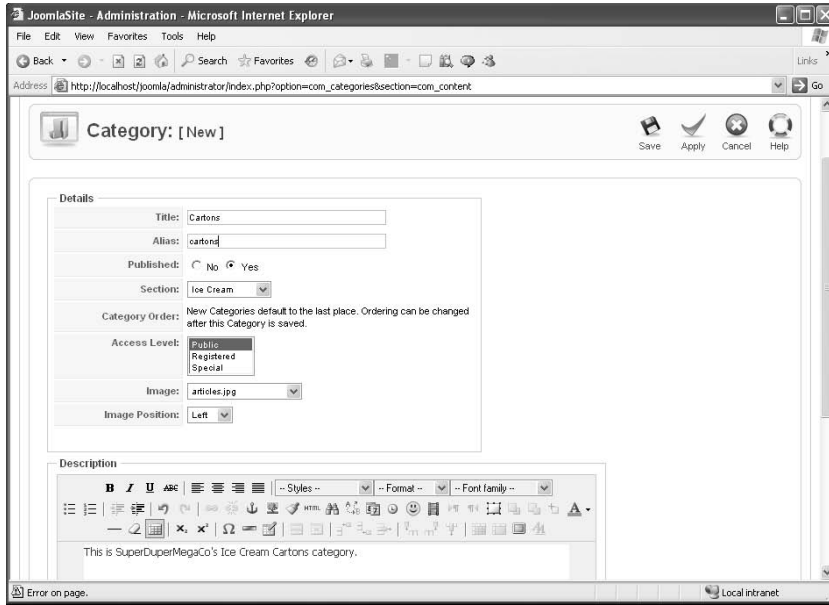 JoomlaSite - Administration - Microsoft Internet Explorer
File Edit View Favorites Tools Help
Back Search Favorites Links
Address http://localhost/joomla/administrator/index.php?option=com_categories&section=com_content Go
Category: [ New ]
Save Apply Cancel Help
Details
Title: Cartons
Alias: cartons
Published: No Yes
Section: Ice Cream
Category Order: New Categories default to the last place. Ordering can be changed
after this Category is saved.
Access Level: Public
Registered
Special
Image: articles.jpg
Image Position: Left
Description
B I U ABC -- Styles -- -- Format -- -- Font family --
HTML A
x₂ x² Ω
This is SuperDuperMegaCo's Ice Cream Cartons category.
Error on page. Local intranet